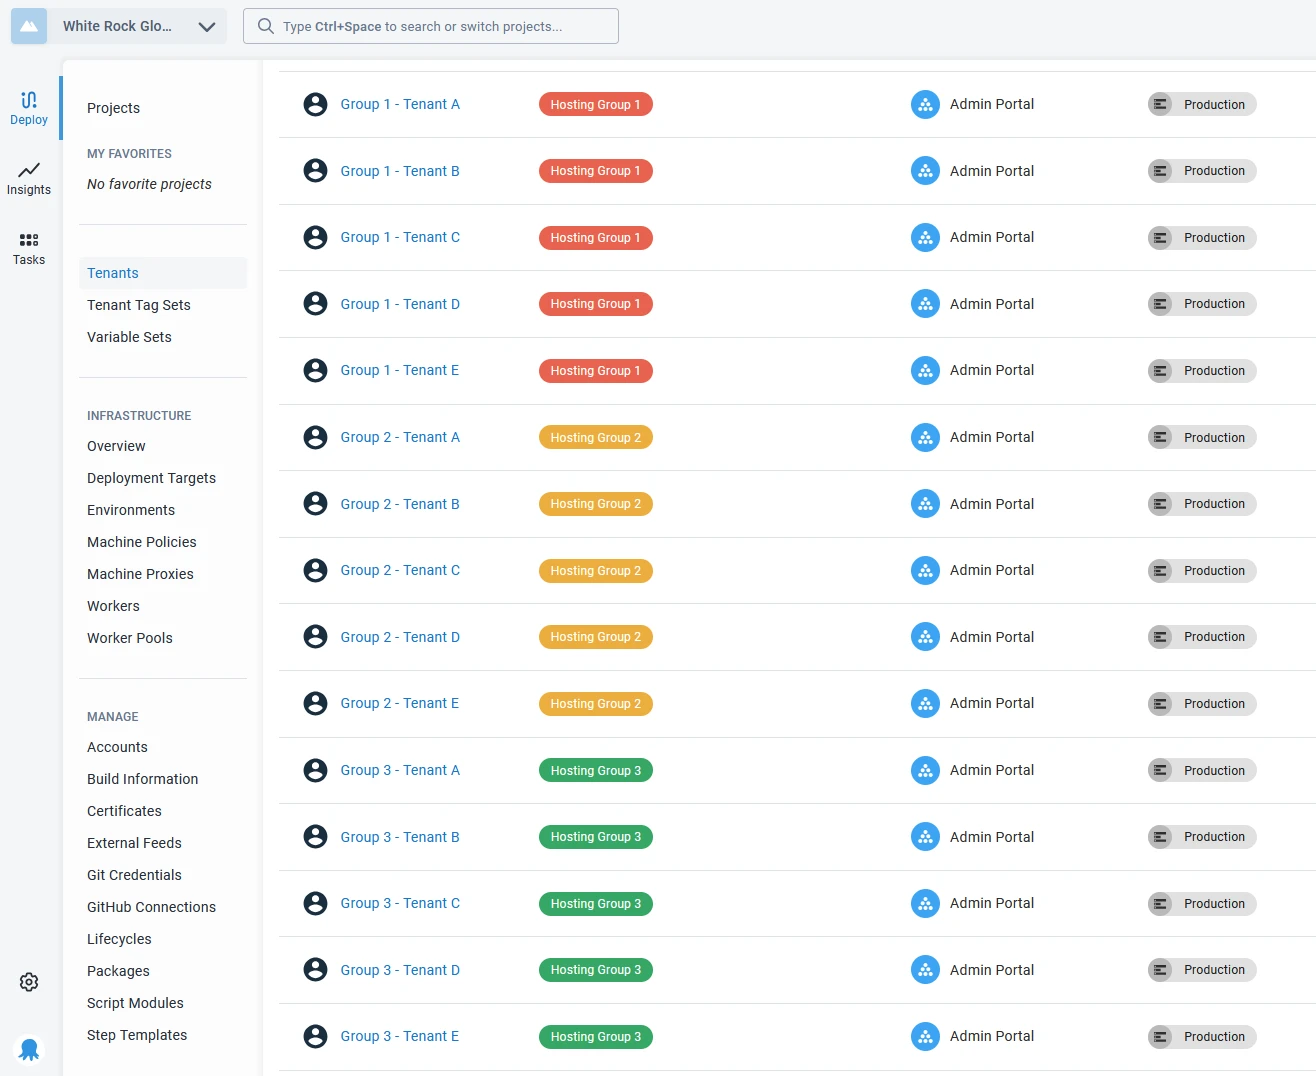 White Rock Glo...
Type Ctrl+Space to search or switch projects...
Deploy
Insights
Tasks
Projects
MY FAVORITES
No favorite projects
Tenants
Tenant Tag Sets
Variable Sets
INFRASTRUCTURE
Overview
Deployment Targets
Environments
Machine Policies
Machine Proxies
Workers
Worker Pools
MANAGE
Accounts
Build Information
Certificates
External Feeds
Git Credentials
GitHub Connections
Lifecycles
Packages
Script Modules
Step Templates
Group 1 - Tenant A Hosting Group 1 Admin Portal Production
Group 1 - Tenant B Hosting Group 1 Admin Portal Production
Group 1 - Tenant C Hosting Group 1 Admin Portal Production
Group 1 - Tenant D Hosting Group 1 Admin Portal Production
Group 1 - Tenant E Hosting Group 1 Admin Portal Production
Group 2 - Tenant A Hosting Group 2 Admin Portal Production
Group 2 - Tenant B Hosting Group 2 Admin Portal Production
Group 2 - Tenant C Hosting Group 2 Admin Portal Production
Group 2 - Tenant D Hosting Group 2 Admin Portal Production
Group 2 - Tenant E Hosting Group 2 Admin Portal Production
Group 3 - Tenant A Hosting Group 3 Admin Portal Production
Group 3 - Tenant B Hosting Group 3 Admin Portal Production
Group 3 - Tenant C Hosting Group 3 Admin Portal Production
Group 3 - Tenant D Hosting Group 3 Admin Portal Production
Group 3 - Tenant E Hosting Group 3 Admin Portal Production